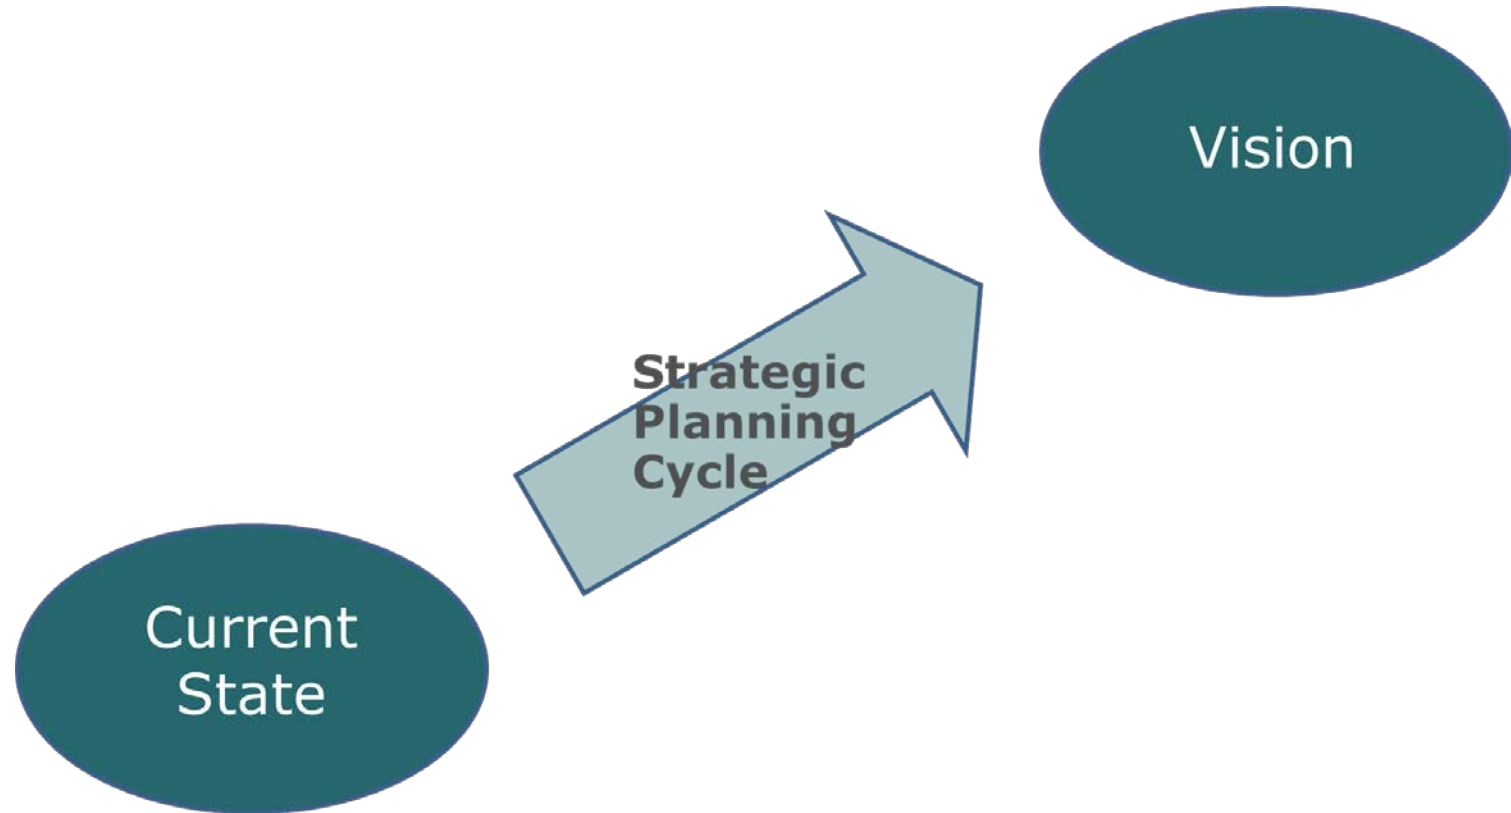 Vision
Strategic
Planning
Cycle
Current
State